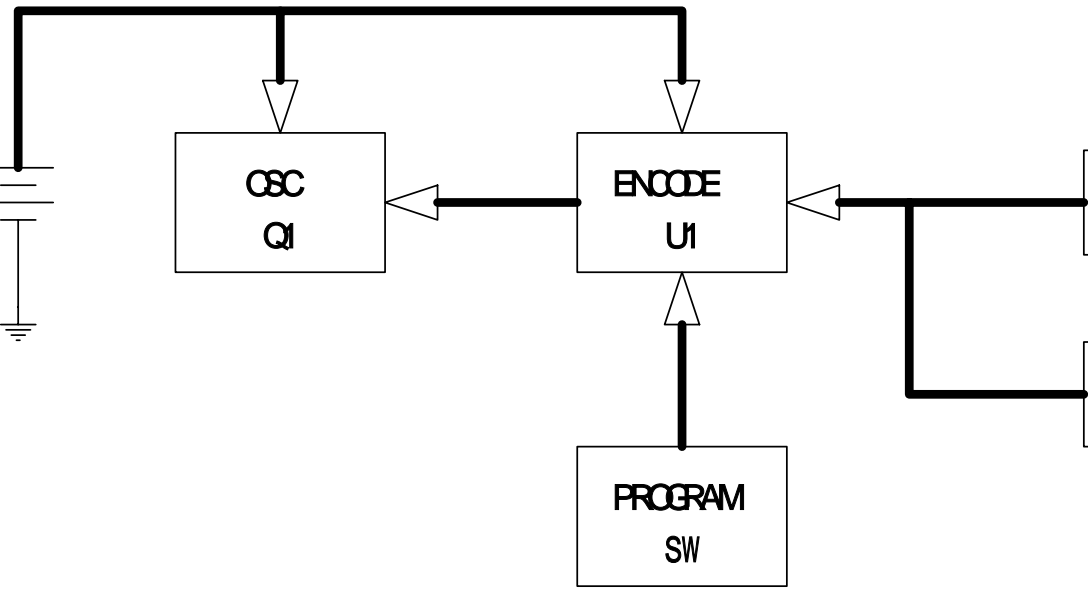 OSC
Q1
ENCODE
U1
PROGRAM
SW